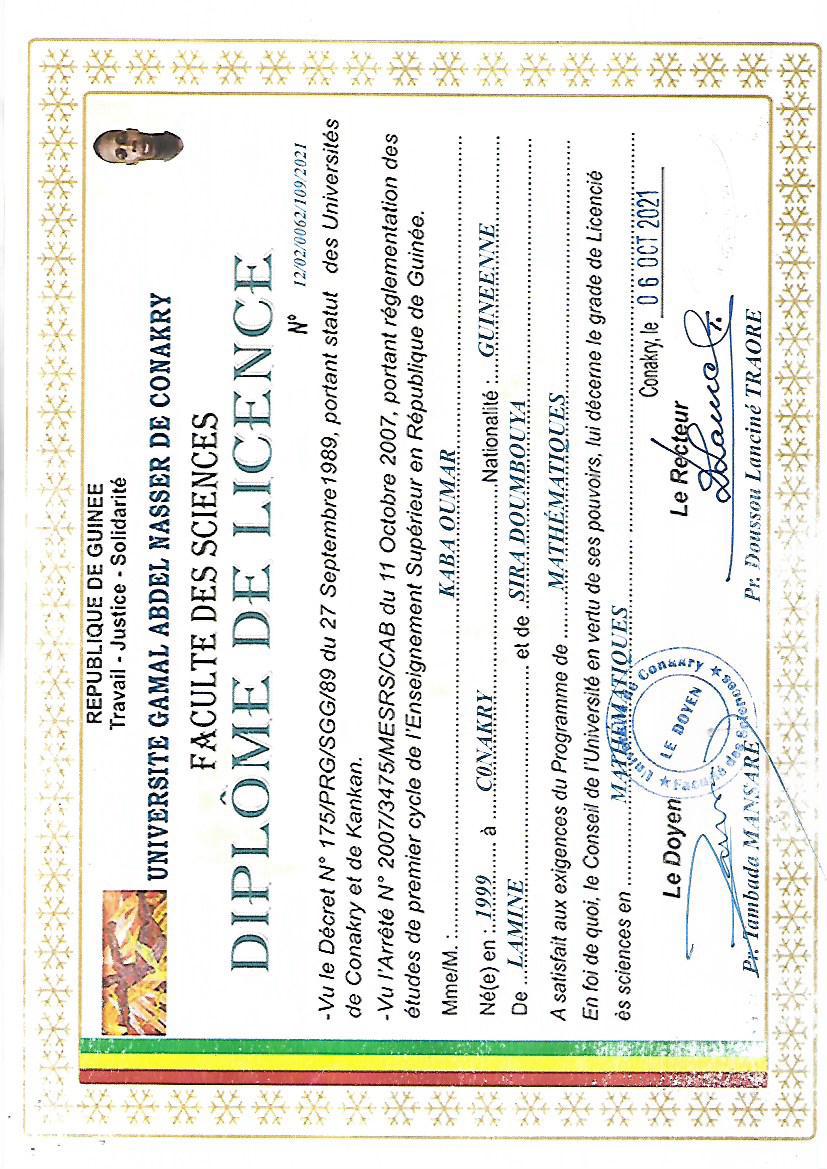 REPUBLIQUE DE GUINEE
Travail - Justice - Solidarité
UNIVERSITE GAMAL ABDEL NASSER DE CONAKRY
FACULTE DES SCIENCES
DIPLÔME DE LICENCE
N° 12/02/0062/109/2021
-Vu le Décret N° 175/PRG/SGG/89 du 27 Septembre1989, portant statut des Universités
de Conakry et de Kankan.
-Vu l'Arrêté N° 2007/3475/MESRS/CAB du 11 Octobre 2007, portant réglementation des
études de premier cycle de l'Enseignement Supérieur en République de Guinée.
Mme/M. : KABA OUMAR
Né(e) en : 1999 à CONAKRY Nationalité : GUINEENNE
De LAMINE et de SIRA DOUMBOUYA
A satisfait aux exigences du Programme de MATHÉMATIQUES
En foi de quoi, le Conseil de l'Université en vertu de ses pouvoirs, lui décerne le grade de Licencié
ès sciences en MATHÉMATIQUES
Conakry, le 06 OCT 2021
Le Doyen Le Recteur
de Conakry ★ Faculté des Sciences ★
LE DOYEN
Pr. Tambada MANSARE Pr. Doussou Lanciné TRAORE